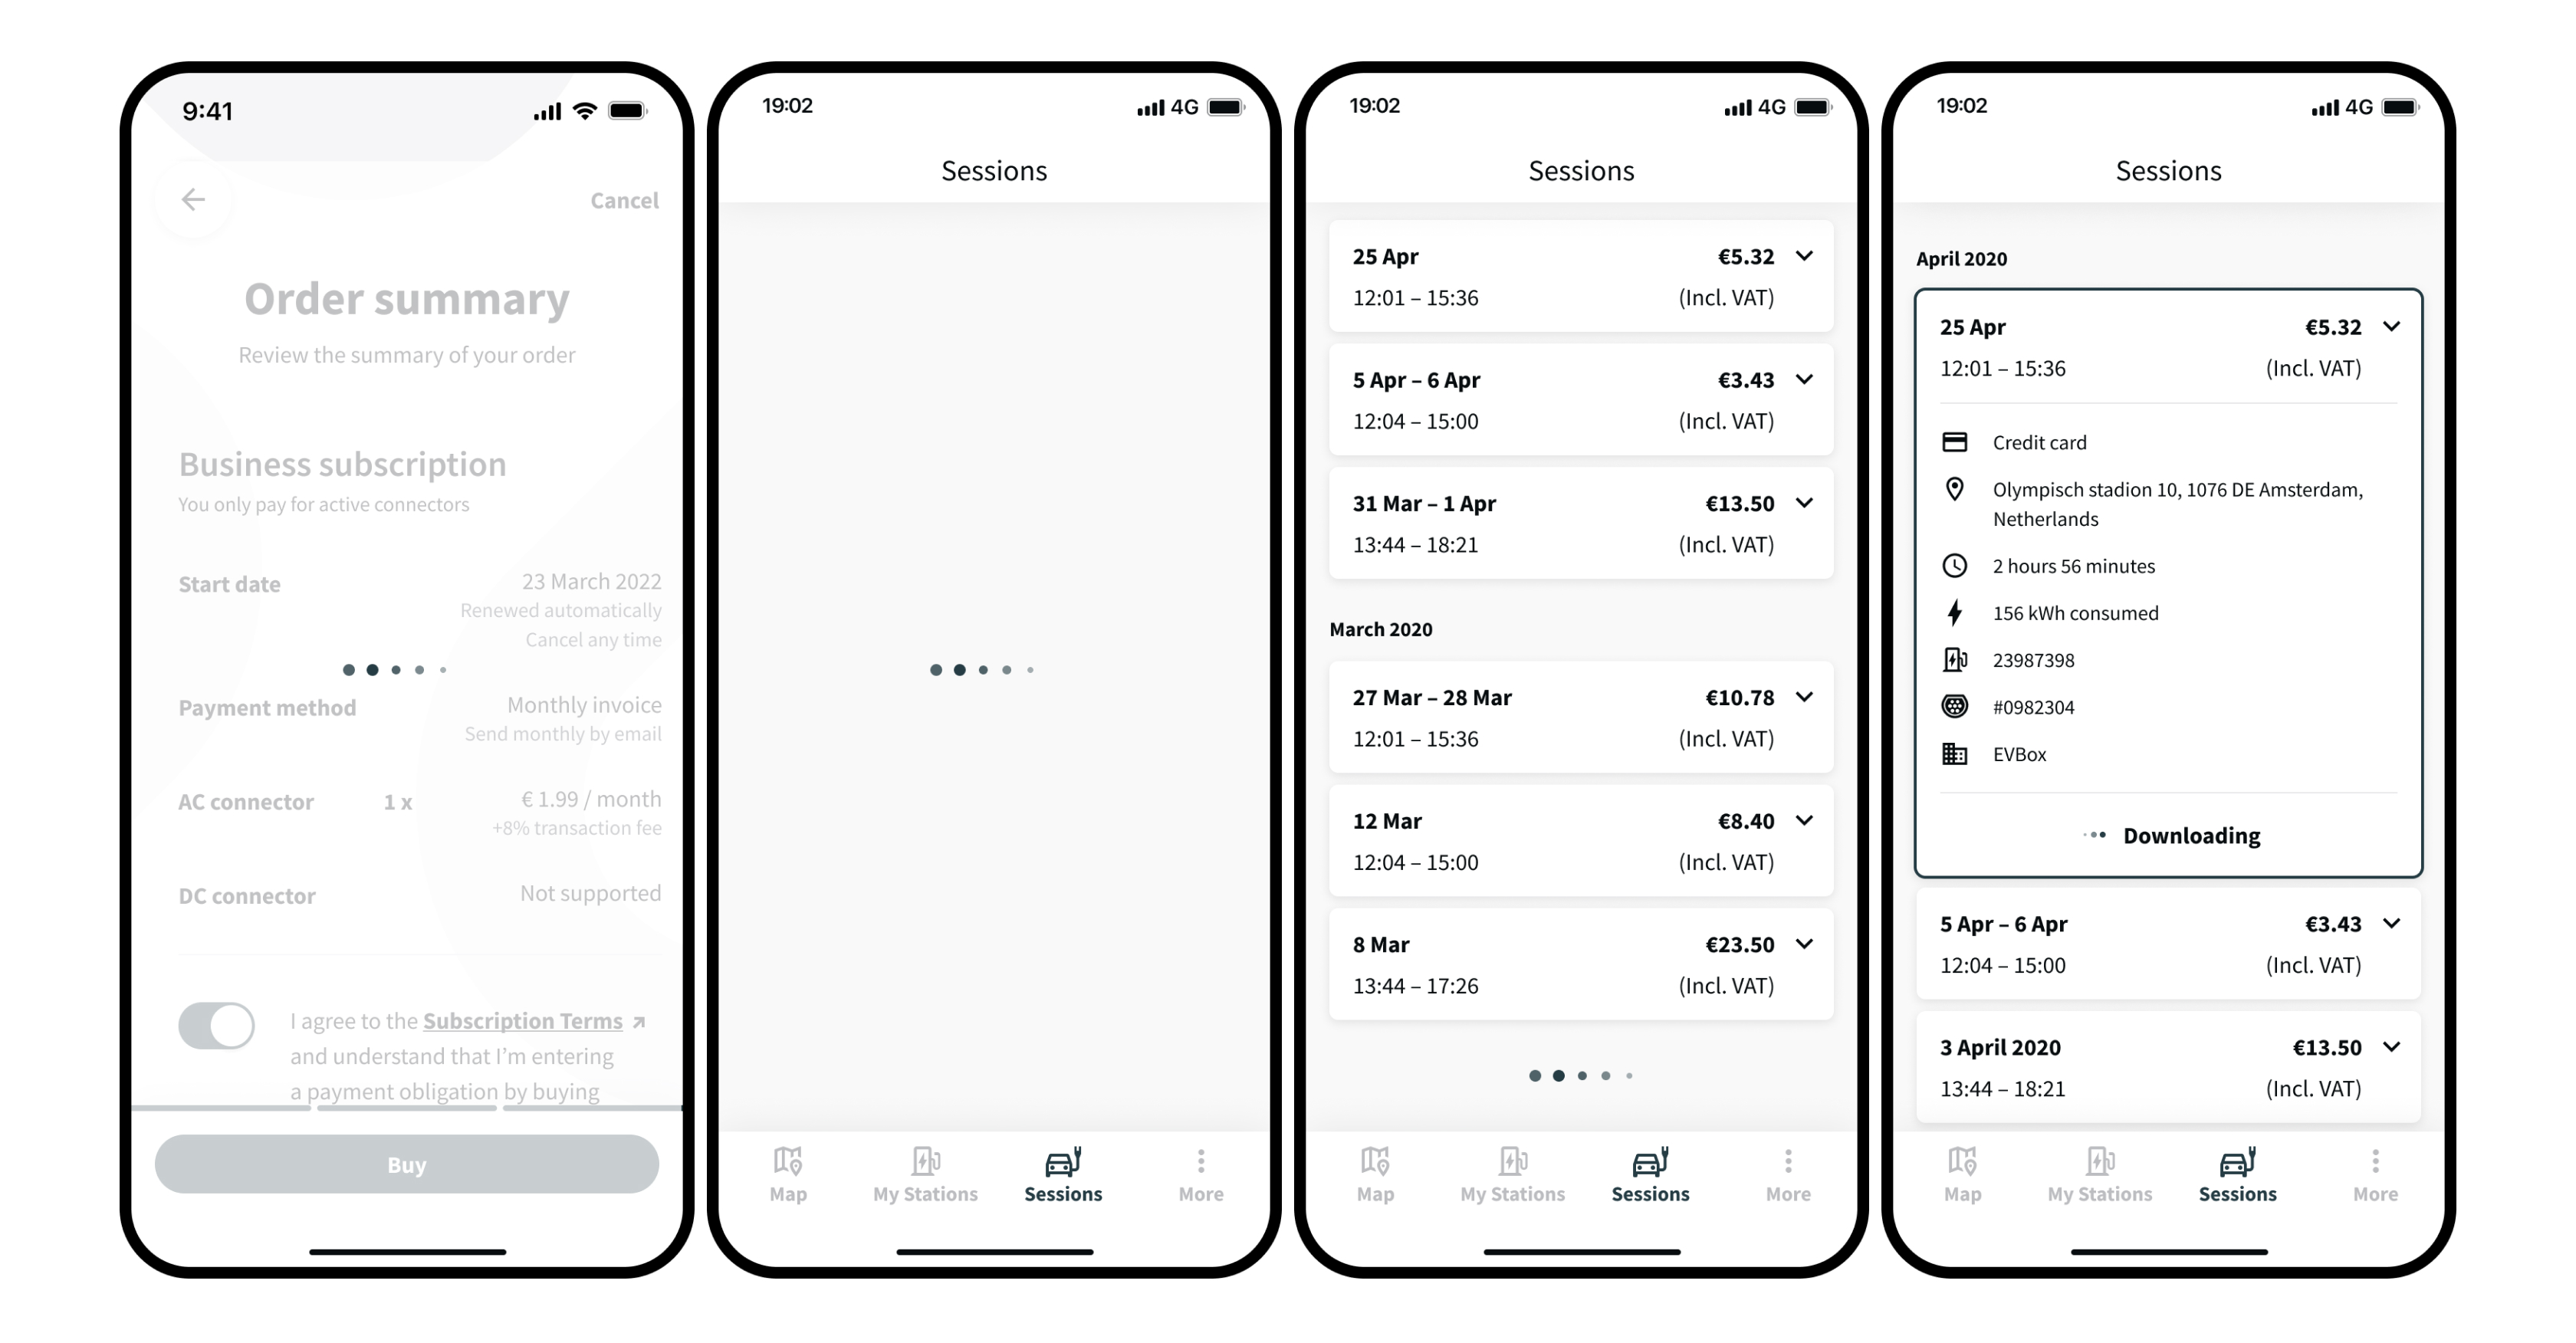 9:41
Cancel
Order summary
Review the summary of your order
Business subscription
You only pay for active connectors
Start date 23 March 2022
Renewed automatically
Cancel any time
Payment method Monthly invoice
Send monthly by email
AC connector 1 x € 1.99 / month
+8% transaction fee
DC connector Not supported
I agree to the Subscription Terms
and understand that I'm entering
a payment obligation by buying
Buy
19:02 4G
Sessions
Map My Stations Sessions More
19:02 4G
Sessions
25 Apr €5.32
12:01 – 15:36 (Incl. VAT)
5 Apr – 6 Apr €3.43
12:04 – 15:00 (Incl. VAT)
31 Mar – 1 Apr €13.50
13:44 – 18:21 (Incl. VAT)
March 2020
27 Mar – 28 Mar €10.78
12:01 – 15:36 (Incl. VAT)
12 Mar €8.40
12:04 – 15:00 (Incl. VAT)
8 Mar €23.50
13:44 – 17:26 (Incl. VAT)
Map My Stations Sessions More
19:02 4G
Sessions
April 2020
25 Apr €5.32
12:01 – 15:36 (Incl. VAT)
Credit card
Olympisch stadion 10, 1076 DE Amsterdam,
Netherlands
2 hours 56 minutes
156 kWh consumed
23987398
#0982304
EVBox
Downloading
5 Apr – 6 Apr €3.43
12:04 – 15:00 (Incl. VAT)
3 April 2020 €13.50
13:44 – 18:21 (Incl. VAT)
Map My Stations Sessions More